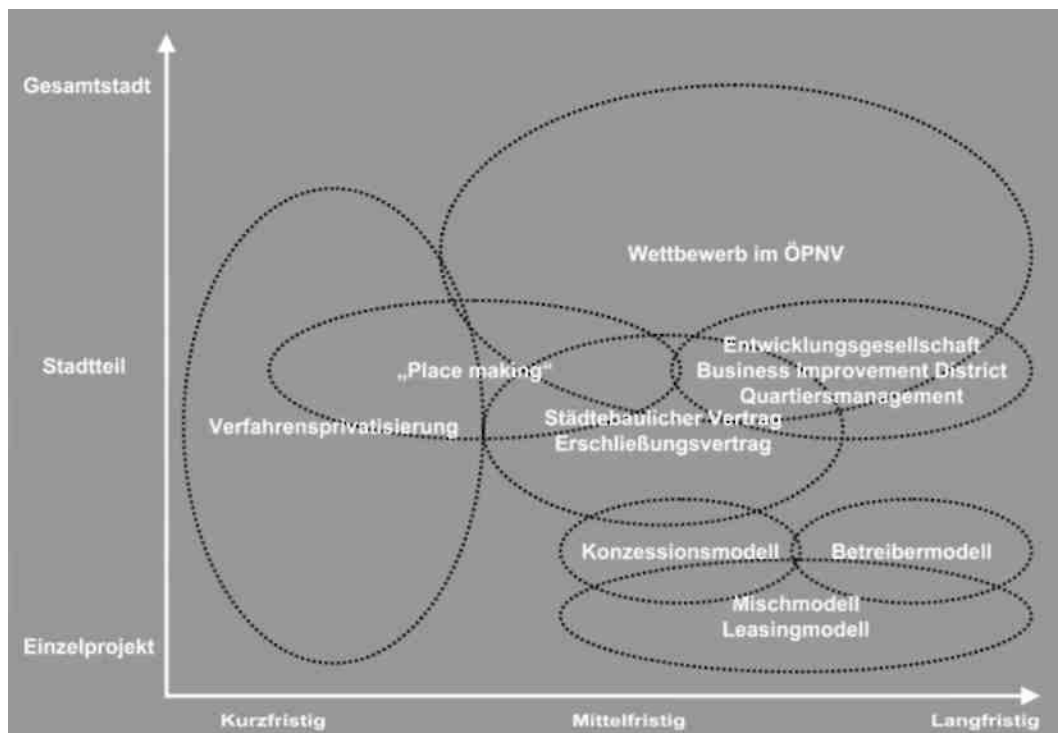 Gesamtstadt
Wettbewerb im ÖPNV
Stadtteil
„Place making“
Entwicklungsgesellschaft
Business Improvement District
Quartiersmanagement
Verfahrensprivatisierung
Städtebaulicher Vertrag
Erschließungsvertrag
Konzessionsmodell
Betreibermodell
Mischmodell
Leasingmodell
Einzelprojekt
Kurzfristig
Mittelfristig
Langfristig